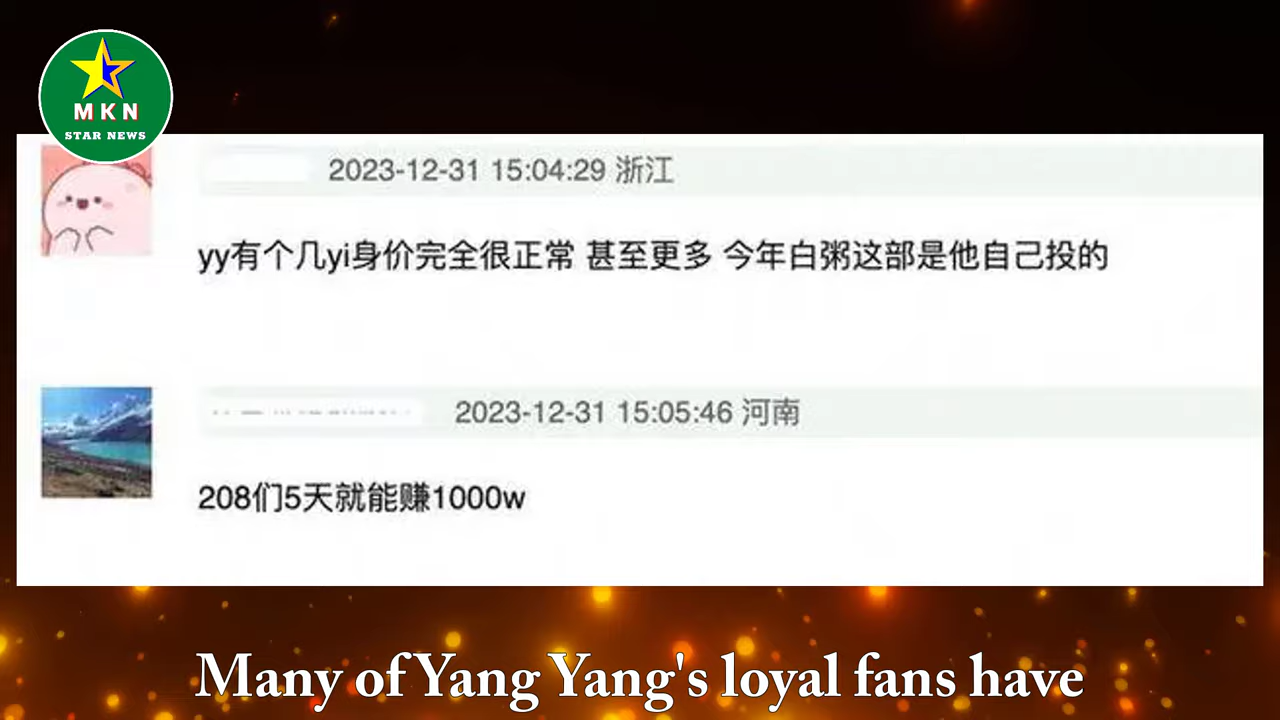 MKN
STAR NEWS
2023-12-31 15:04:29 浙江
yy有个几yi身价完全很正常 甚至更多 今年白粥这部是他自己投的
2023-12-31 15:05:46 河南
208们5天就能赚1000w
Many of Yang Yang's loyal fans have